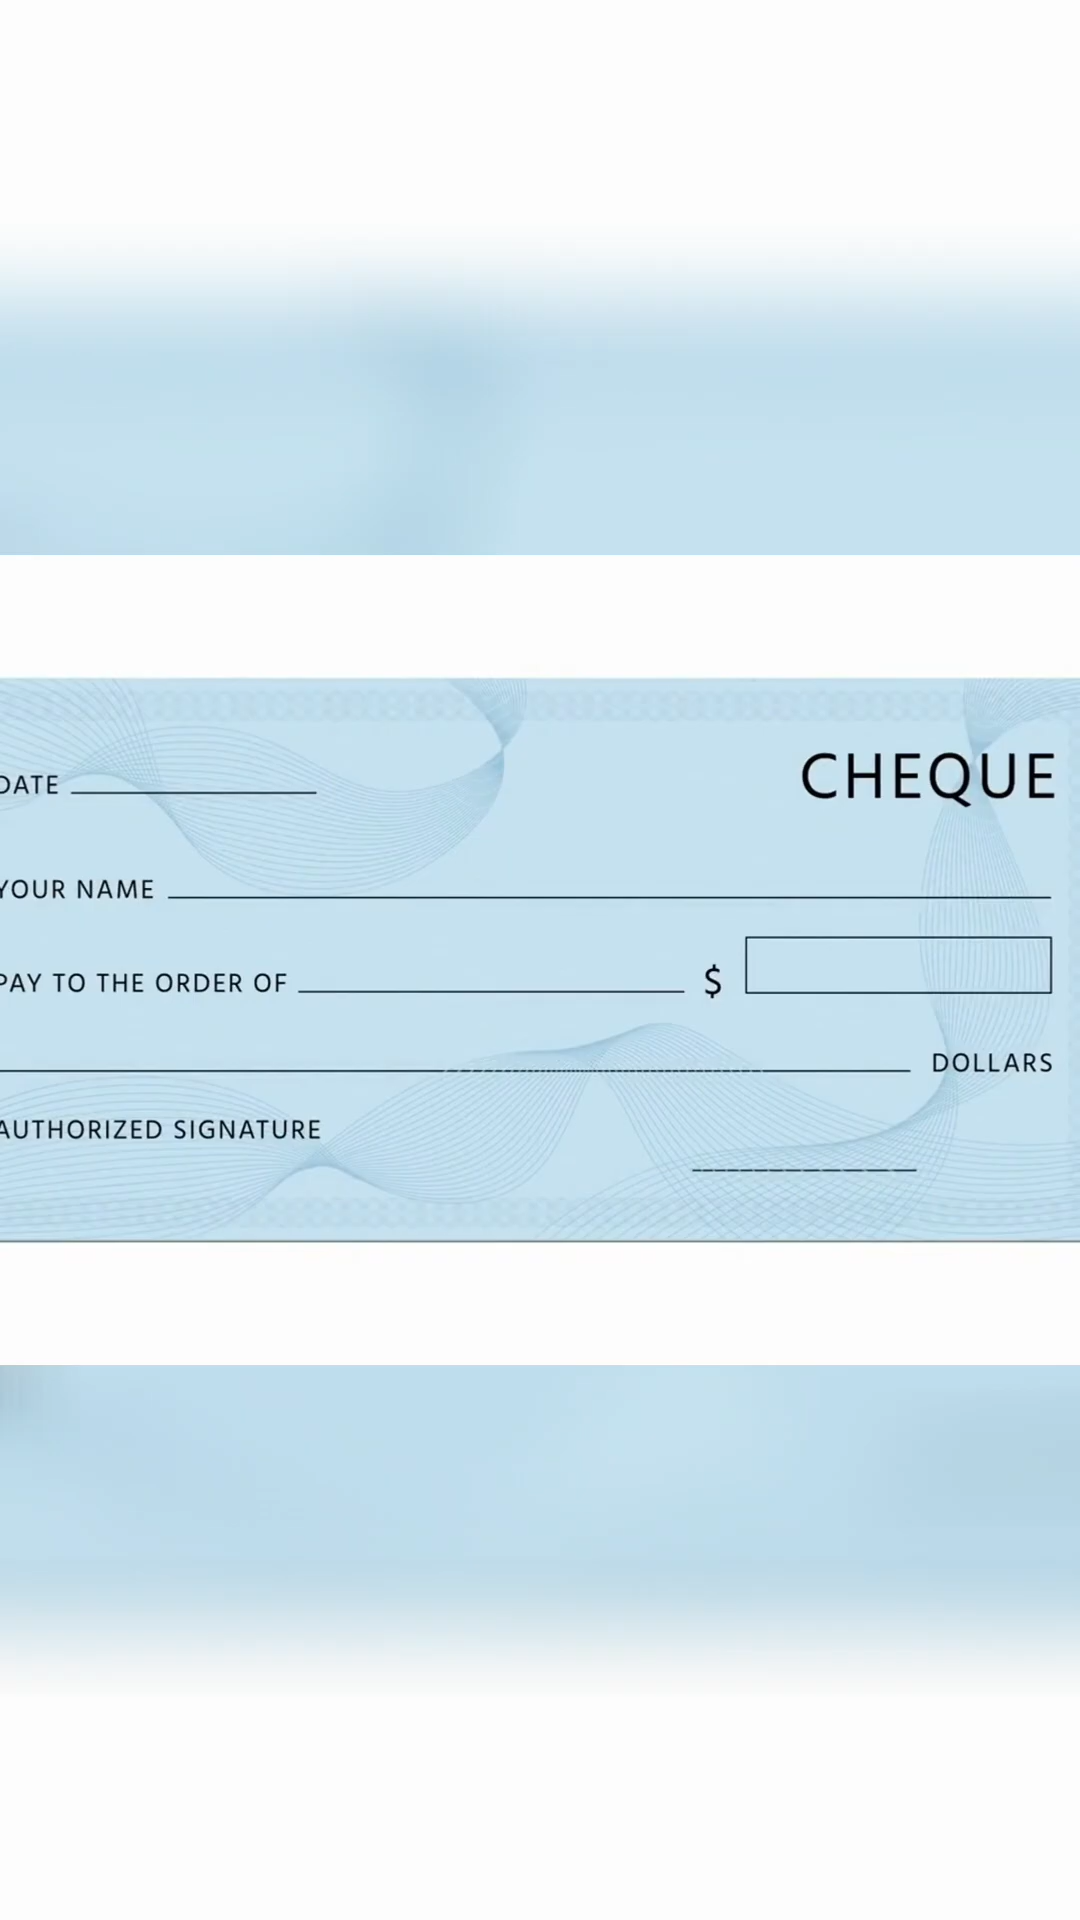 DATE
CHEQUE
YOUR NAME
PAY TO THE ORDER OF $
DOLLARS
AUTHORIZED SIGNATURE